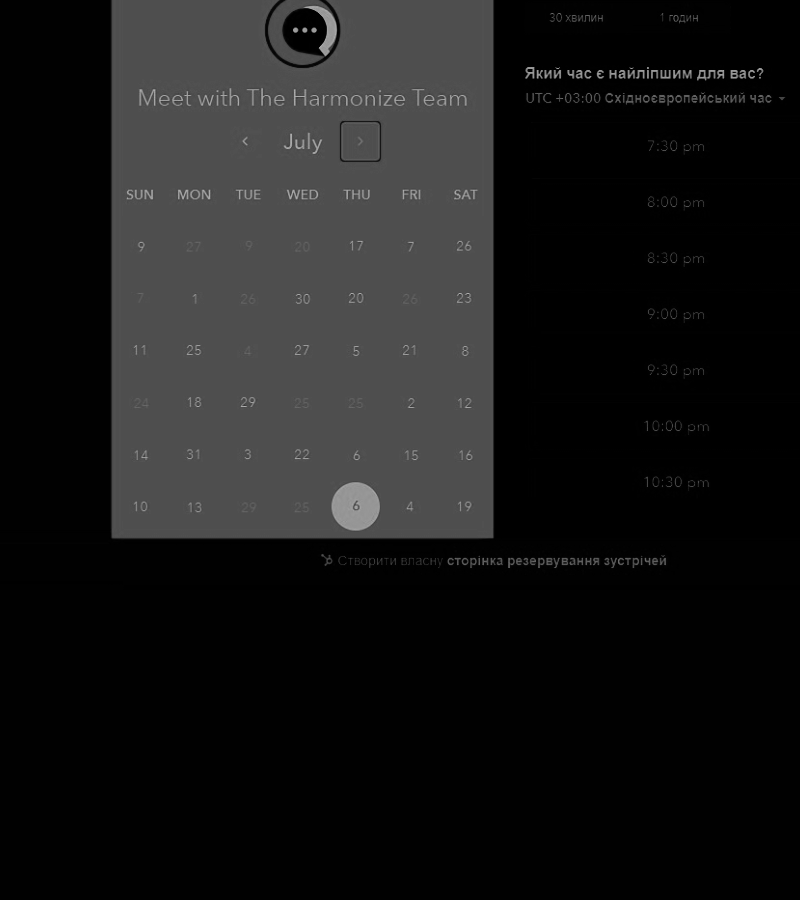 30 хвилин 1 годин
Meet with The Harmonize Team
Який час є найліпшим для вас?
UTC +03:00 Східноєвропейський час
July
SUN MON TUE WED THU FRI SAT
9 27 9 20 17 7 26
7 1 26 30 20 26 23
11 25 4 27 5 21 8
24 18 29 25 25 2 12
14 31 3 22 6 15 16
10 13 29 25 6 4 19
7:30 pm
8:00 pm
8:30 pm
9:00 pm
9:30 pm
10:00 pm
10:30 pm
Створити власну сторінка резервування зустрічей